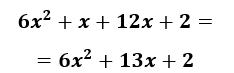 6x² + x + 12x + 2 =
= 6x² + 13x + 2